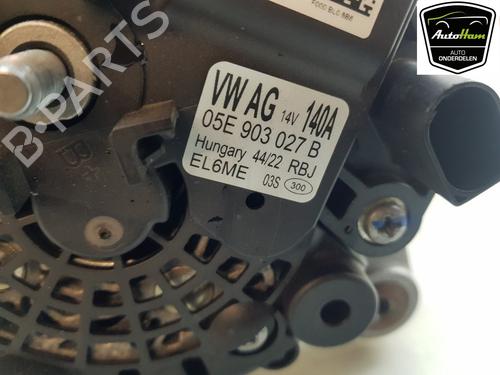 AutoHam
AUTO
ONDERDELEN
VW AG 14V 140A
05E 903 027 B
Hungary 44/22 RBJ
EL6ME 03S 300
B-PARTS